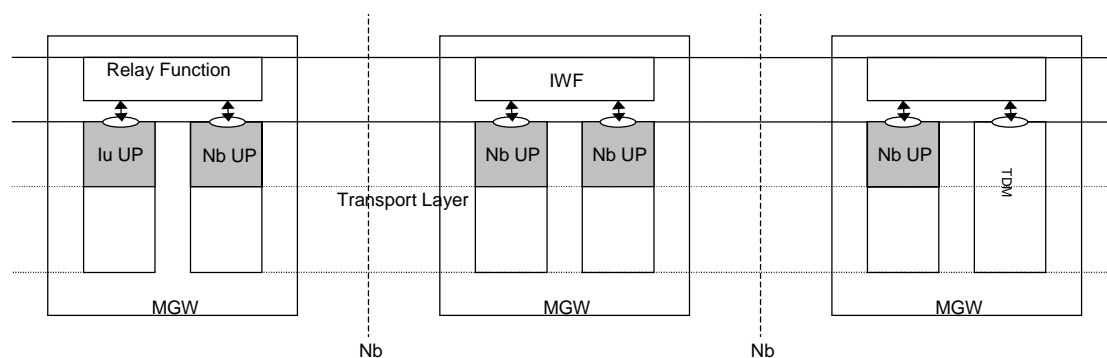 Relay Function
IWF
Iu UP
Nb UP
Nb UP
Nb UP
Nb UP
TDM
Transport Layer
MGW
MGW
MGW
Nb
Nb